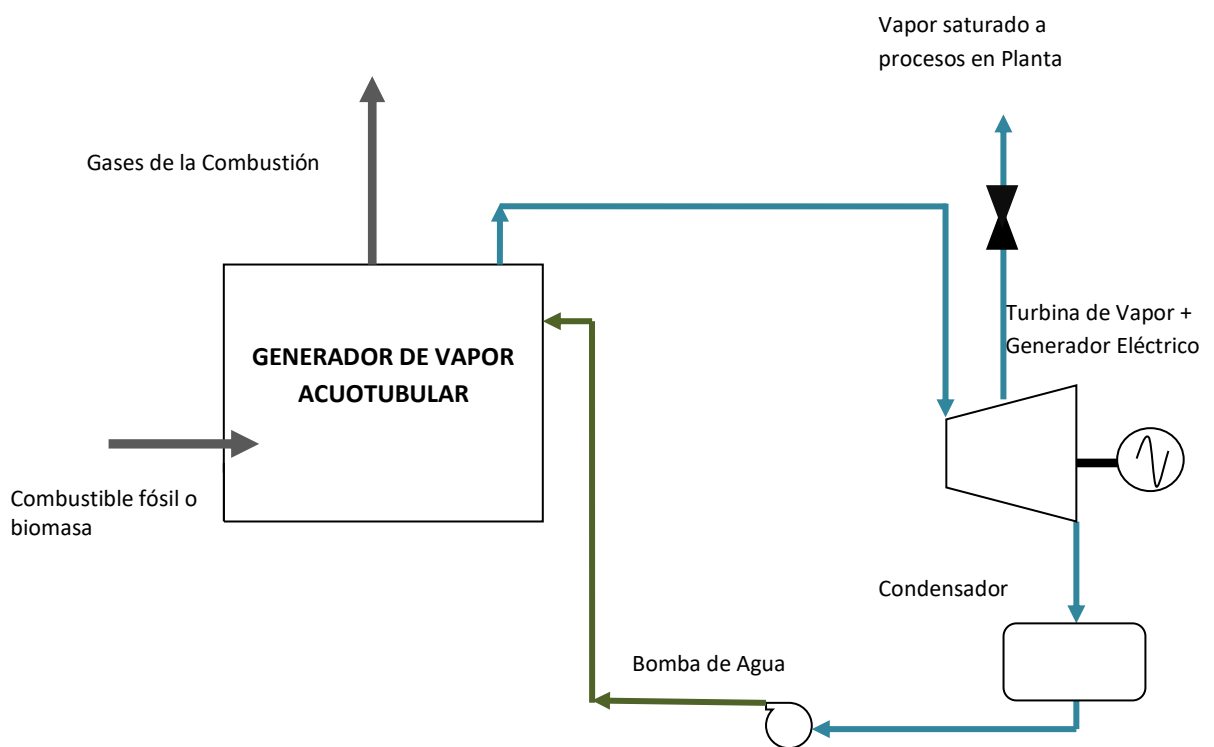 Vapor saturado a
procesos en Planta
Gases de la Combustión
Turbina de Vapor +
Generador Eléctrico
GENERADOR DE VAPOR
ACUOTUBULAR
Combustible fósil o
biomasa
Condensador
Bomba de Agua